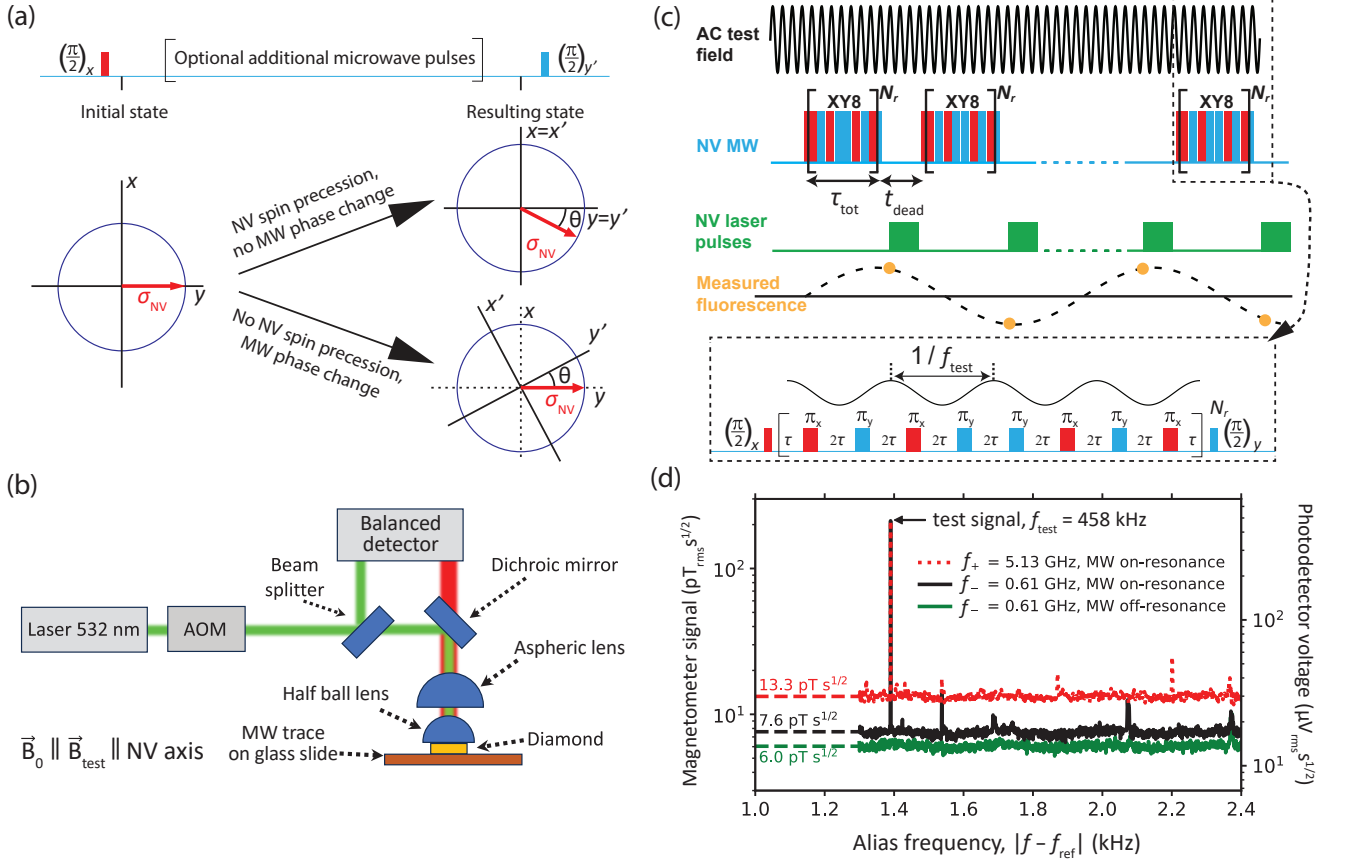 (a)
(π/2)x
[Optional additional microwave pulses]
(π/2)y'
Initial state
Resulting state
x
y
σNV
NV spin precession,
no MW phase change
No NV spin precession,
MW phase change
x=x'
θ
y=y'
σNV
x'
x
y'
θ
σNV
y
(b)
Balanced
detector
Beam
splitter
Dichroic mirror
Laser 532 nm
AOM
Aspheric lens
Half ball lens
MW trace
on glass slide
Diamond
B⃗0 ∥ B⃗test ∥ NV axis
(c)
AC test
field
NV MW
[XY8]Nr
[XY8]Nr
[XY8]Nr
τtot
tdead
NV laser
pulses
Measured
fluorescence
1 / ftest
πx πy πx πy πy πx πy πx
(π/2)x [τ 2τ 2τ 2τ 2τ 2τ 2τ 2τ τ]Nr (π/2)y
(d)
Magnetometer signal (pTrms s1/2)
10²
10¹
test signal, ftest = 458 kHz
f+ = 5.13 GHz, MW on-resonance
f− = 0.61 GHz, MW on-resonance
f− = 0.61 GHz, MW off-resonance
13.3 pT s1/2
7.6 pT s1/2
6.0 pT s1/2
Photodetector voltage (μVrms s1/2)
10²
10¹
1.0 1.2 1.4 1.6 1.8 2.0 2.2 2.4
Alias frequency, |f − fref| (kHz)